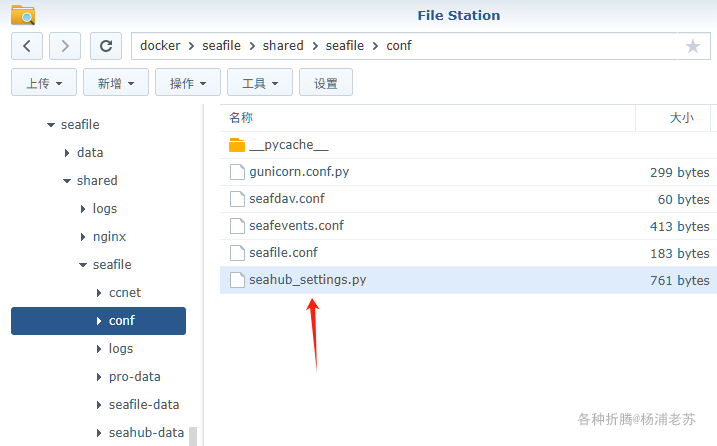 File Station
docker seafile shared seafile conf
上传 新增 操作 工具 设置
seafile
data
shared
logs
nginx
seafile
ccnet
conf
logs
pro-data
seafile-data
seahub-data
名称 大小
__pycache__
gunicorn.conf.py 299 bytes
seafdav.conf 60 bytes
seafevents.conf 413 bytes
seafile.conf 183 bytes
seahub_settings.py 761 bytes
各种折腾@杨浦老苏